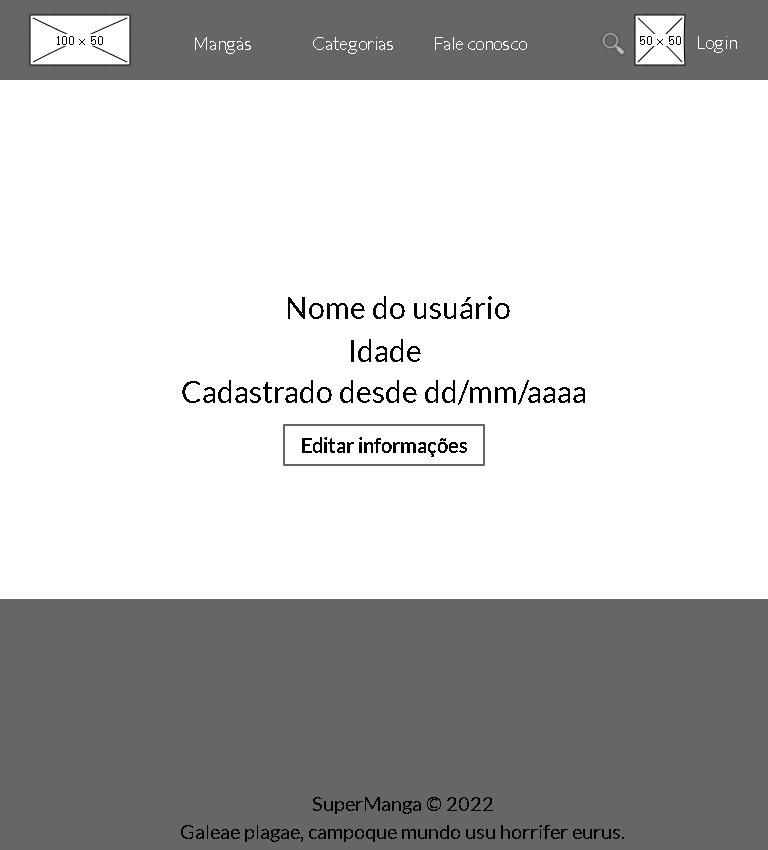 100 x 50
Mangás
Categorias
Fale conosco
50 x 50
Login
Nome do usuário
Idade
Cadastrado desde dd/mm/aaaa
Editar informações
SuperManga © 2022
Galeae plagae, campoque mundo usu horrifer eurus.